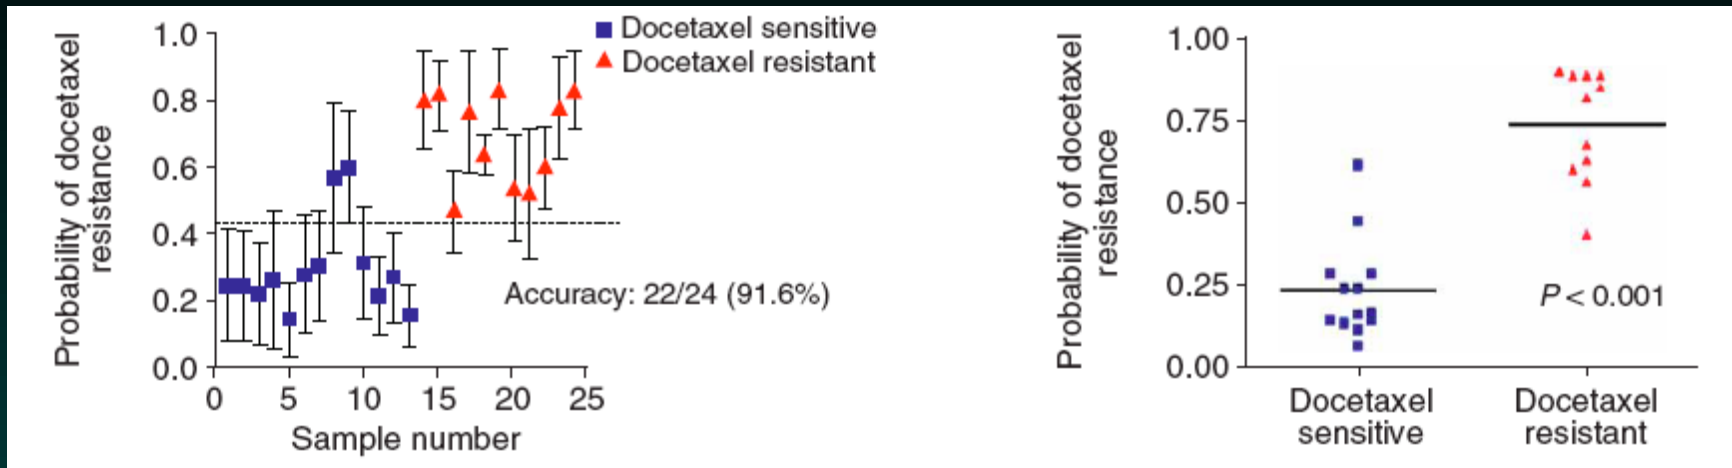 Probability of docetaxel
resistance
1.0
0.8
0.6
0.4
0.2
0.0
0
5
10
15
20
25
Sample number
Docetaxel sensitive
Docetaxel resistant
Accuracy: 22/24 (91.6%)
Probability of docetaxel
resistance
1.00
0.75
0.50
0.25
0.00
P < 0.001
Docetaxel
sensitive
Docetaxel
resistant